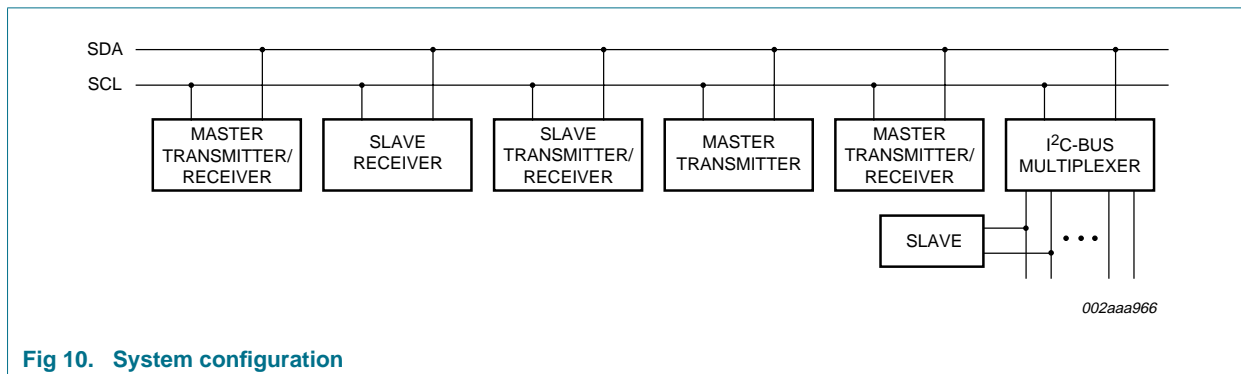 SDA
SCL
MASTER
TRANSMITTER/
RECEIVER
SLAVE
RECEIVER
SLAVE
TRANSMITTER/
RECEIVER
MASTER
TRANSMITTER
MASTER
TRANSMITTER/
RECEIVER
I²C-BUS
MULTIPLEXER
SLAVE
002aaa966
Fig 10. System configuration